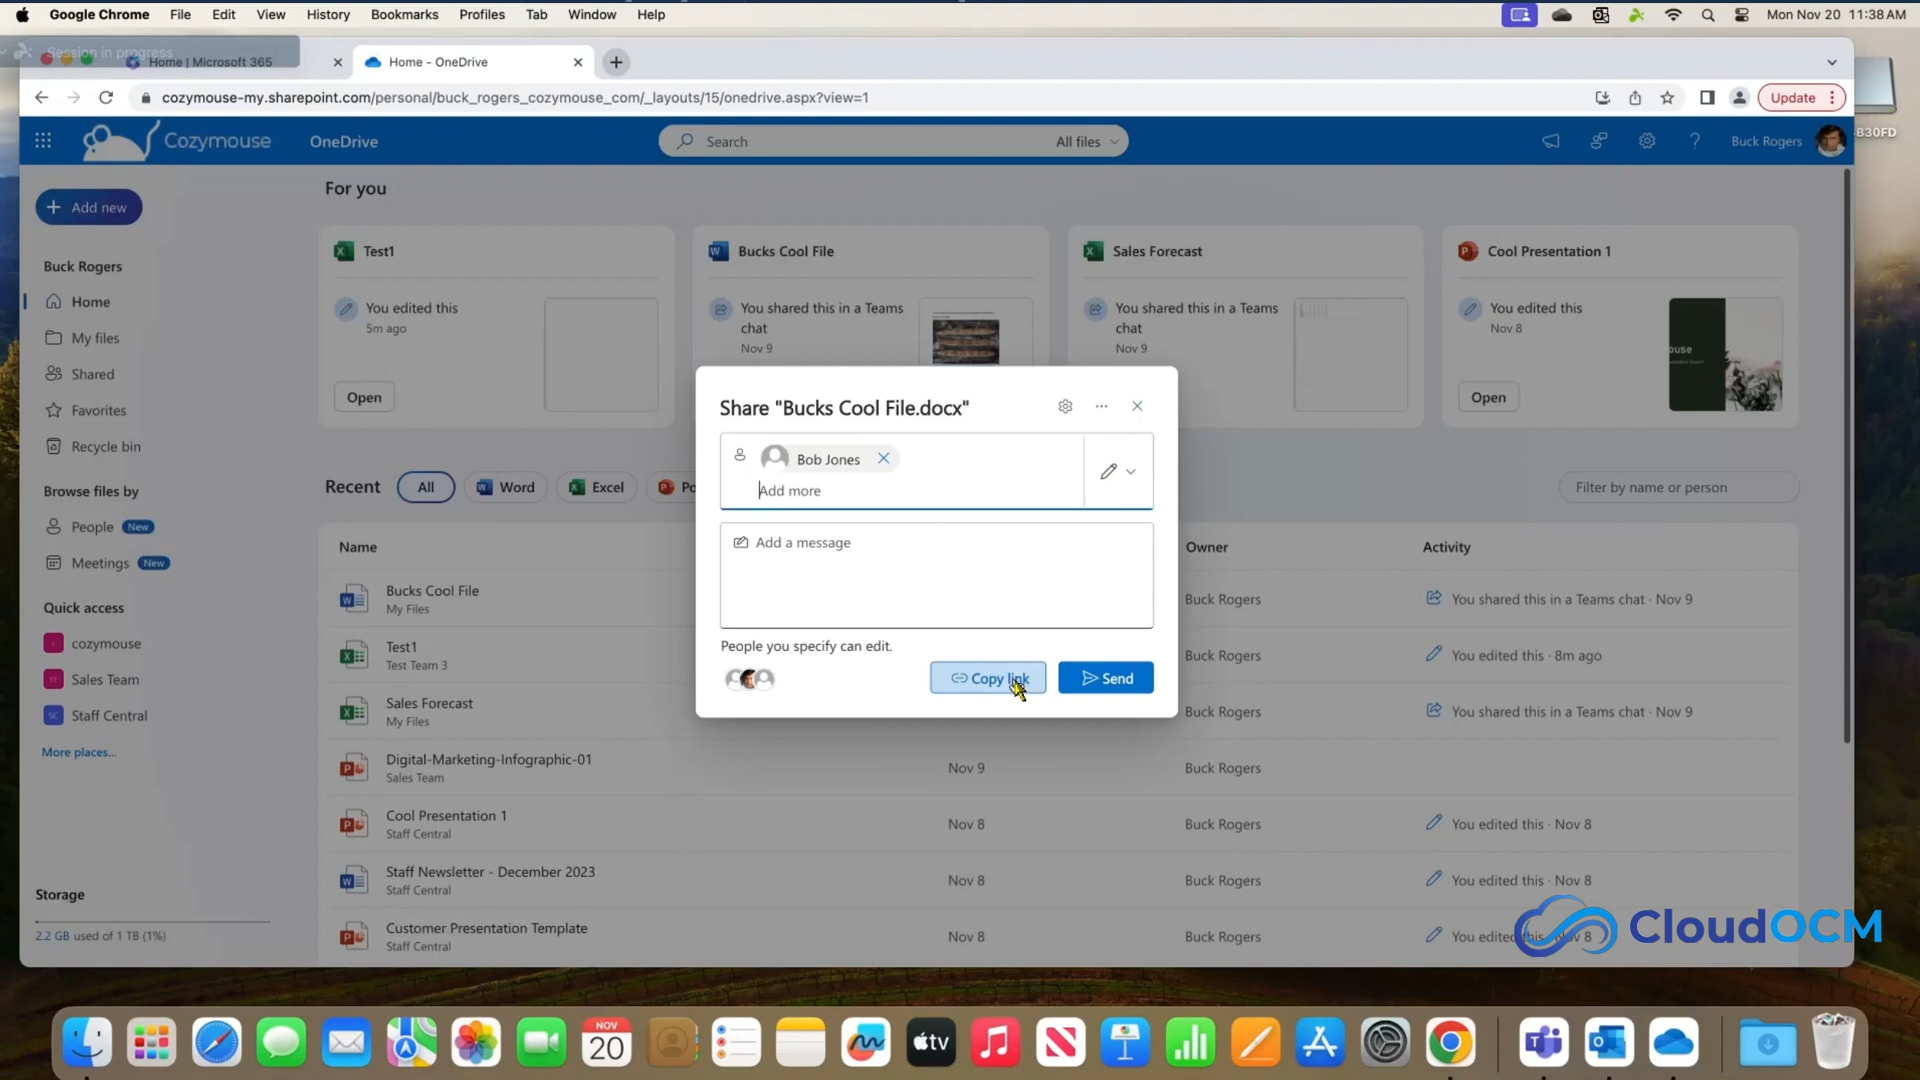 Google Chrome File Edit View History Bookmarks Profiles Tab Window Help Mon Nov 20 11:38 AM
Session in progress
Home | Microsoft 365
Home - OneDrive
cozymouse-my.sharepoint.com/personal/buck_rogers_cozymouse_com/_layouts/15/onedrive.aspx?view=1
Update
B30FD
Cozymouse
OneDrive
Search
All files
Buck Rogers
Add new
Buck Rogers
Home
My files
Shared
Favorites
Recycle bin
Browse files by
People New
Meetings New
Quick access
cozymouse
Sales Team
Staff Central
More places...
Storage
2.2 GB used of 1 TB (1%)
For you
Test1
You edited this
5m ago
Open
Bucks Cool File
You shared this in a Teams
chat
Nov 9
Sales Forecast
You shared this in a Teams
chat
Nov 9
Cool Presentation 1
You edited this
Nov 8
Open
Recent All Word Excel Po
Filter by name or person
Name Owner Activity
Bucks Cool File
My Files
Buck Rogers
You shared this in a Teams chat · Nov 9
Test1
Test Team 3
Buck Rogers
You edited this · 8m ago
Sales Forecast
My Files
Buck Rogers
You shared this in a Teams chat · Nov 9
Digital-Marketing-Infographic-01
Sales Team
Nov 9
Buck Rogers
Cool Presentation 1
Staff Central
Nov 8
Buck Rogers
You edited this · Nov 8
Staff Newsletter - December 2023
Staff Central
Nov 8
Buck Rogers
You edited this · Nov 8
Customer Presentation Template
Staff Central
Nov 8
Buck Rogers
You edited this · Nov 8
Share "Bucks Cool File.docx"
Bob Jones
Add more
Add a message
People you specify can edit.
Copy link
Send
CloudOCM
NOV
20
tv